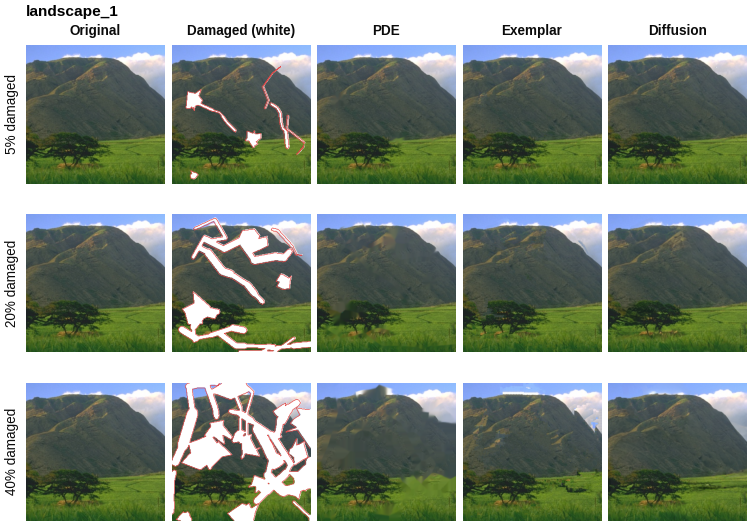 landscape_1
Original
Damaged (white)
PDE
Exemplar
Diffusion
5% damaged
20% damaged
40% damaged